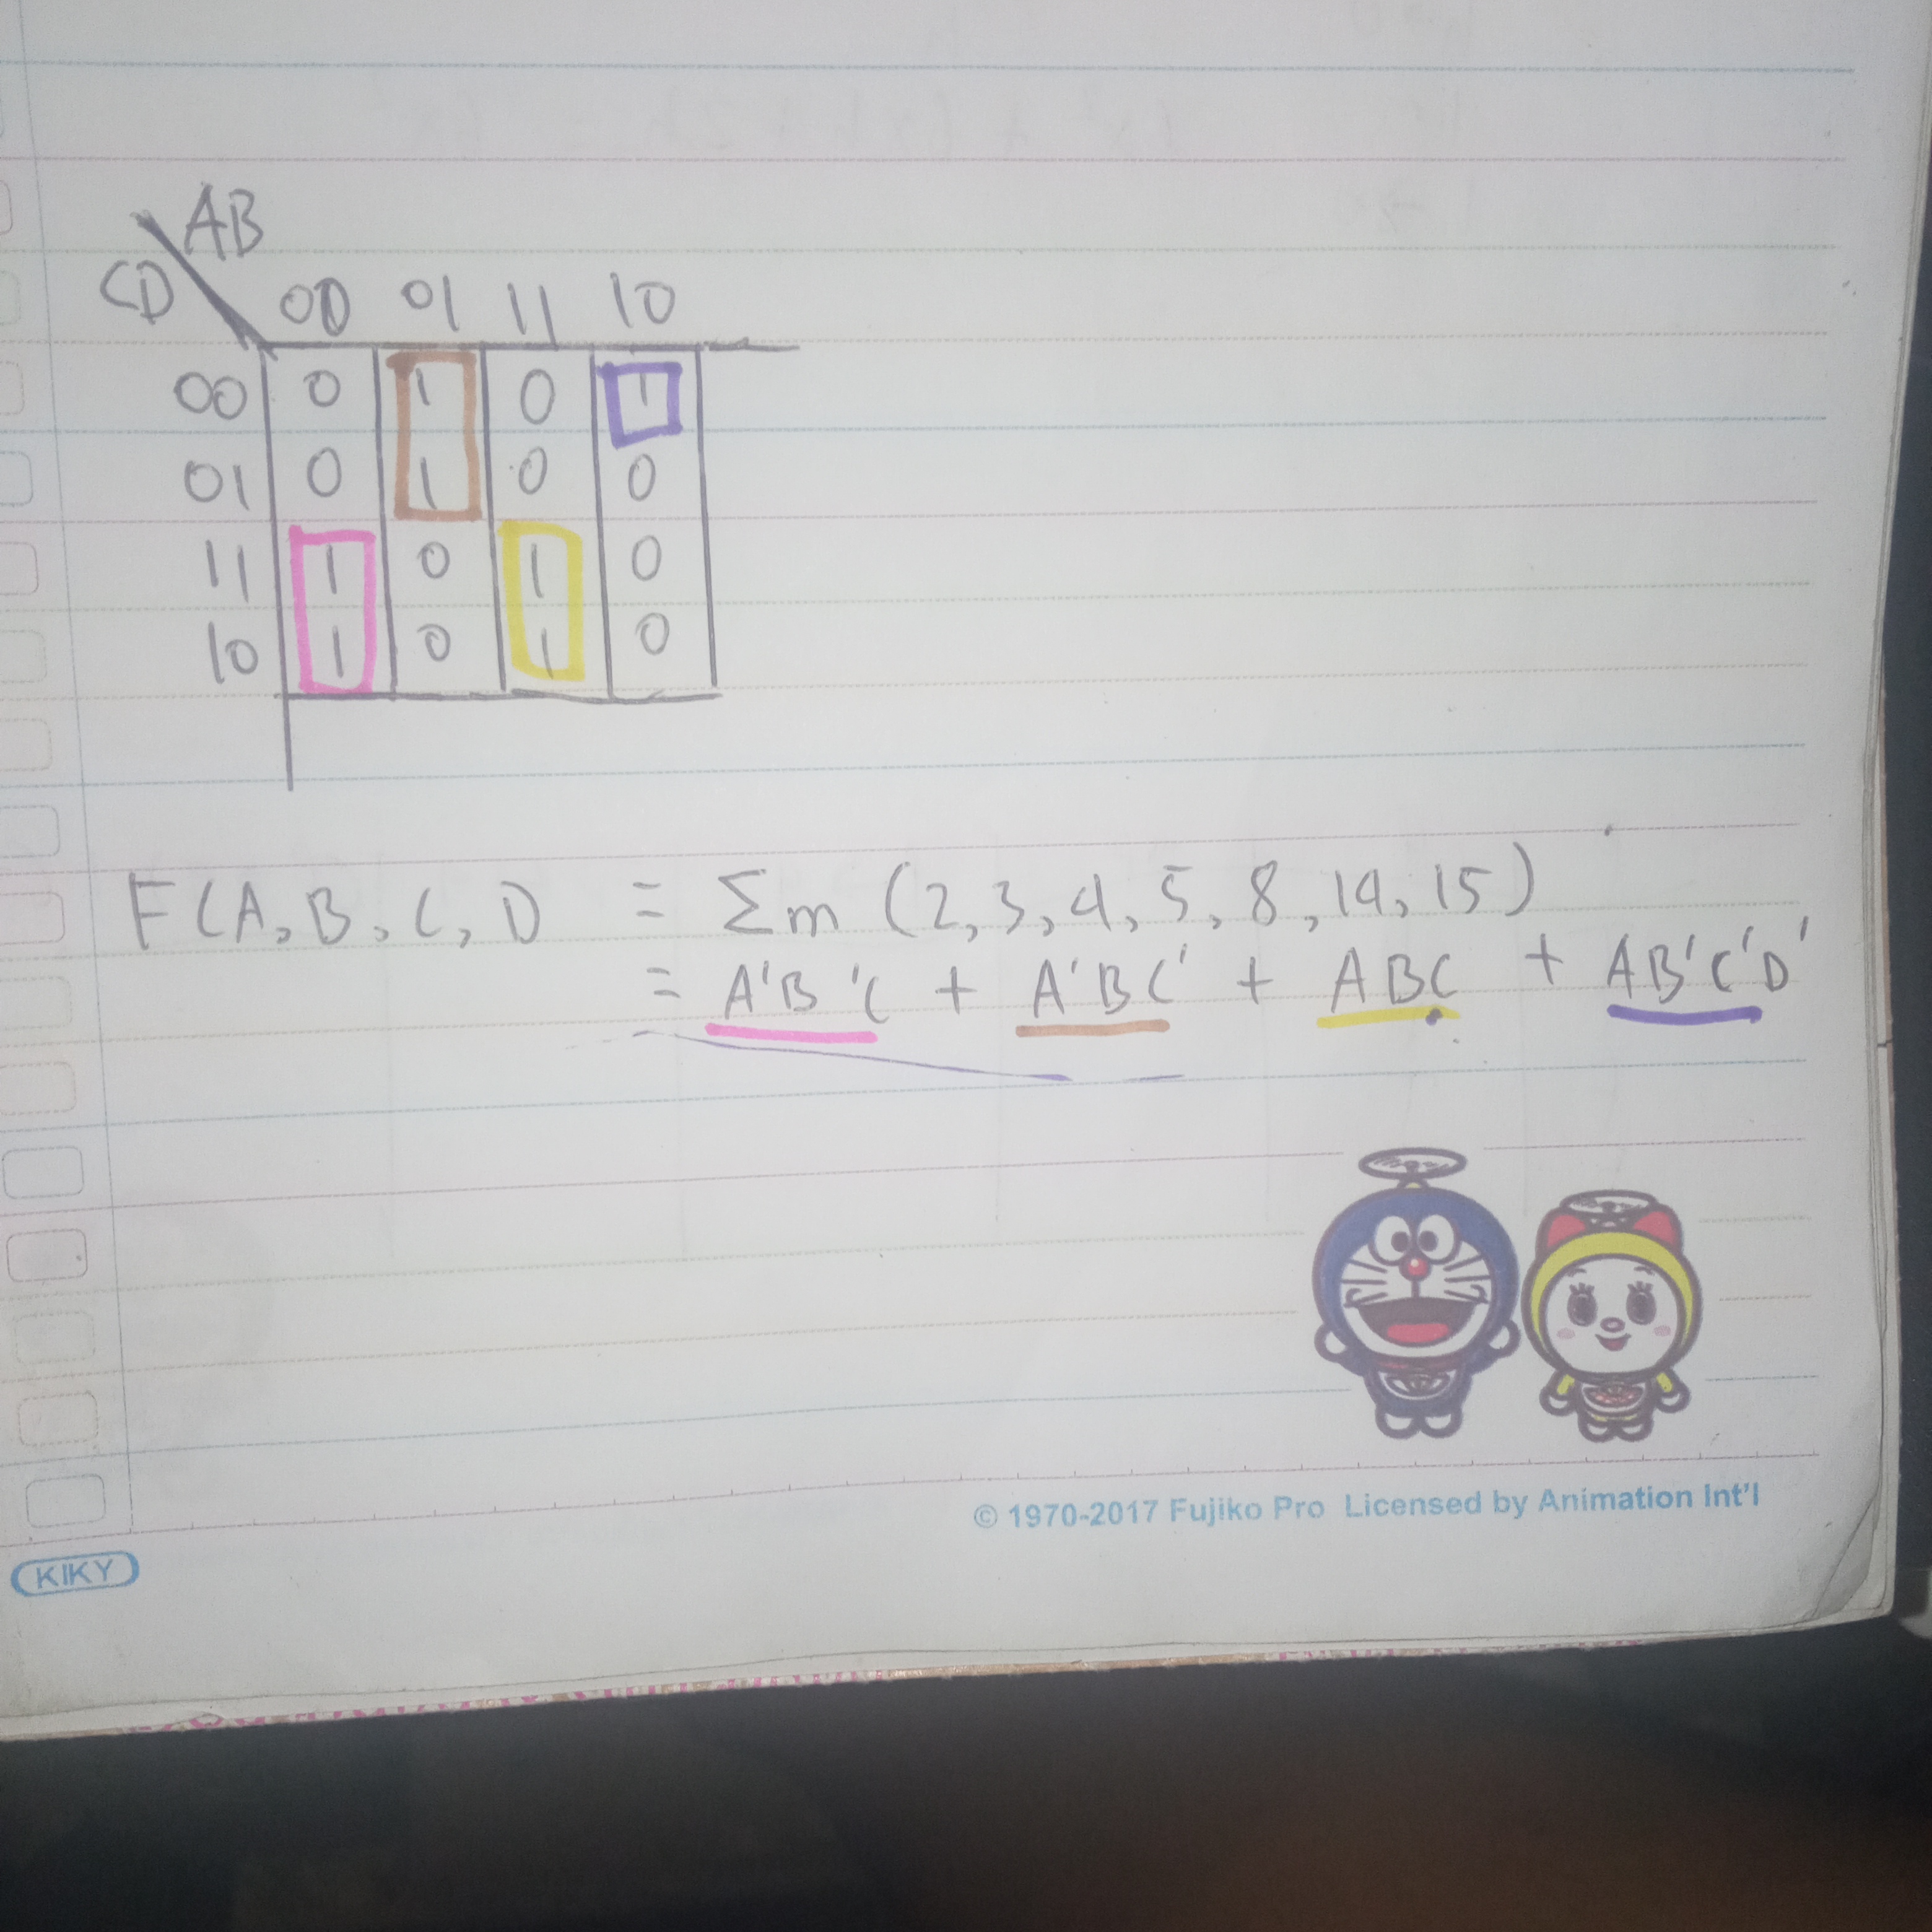 AB
CD 00 01 11 10
00 0 1 0 1
01 0 1 0 0
11 1 0 1 0
10 1 0 1 0
F(A, B, C, D = Σm (2, 3, 4, 5, 8, 14, 15)
= A'B'C + A'BC' + ABC + AB'C'D'
© 1970-2017 Fujiko Pro Licensed by Animation Int'l
KIKY